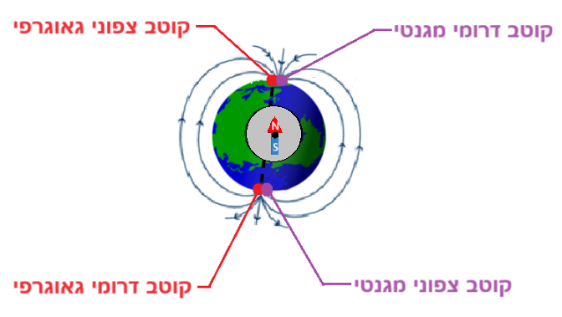 קוטב צפוני גאוגרפי
קוטב דרומי מגנטי
N
S
קוטב דרומי גאוגרפי
קוטב צפוני מגנטי